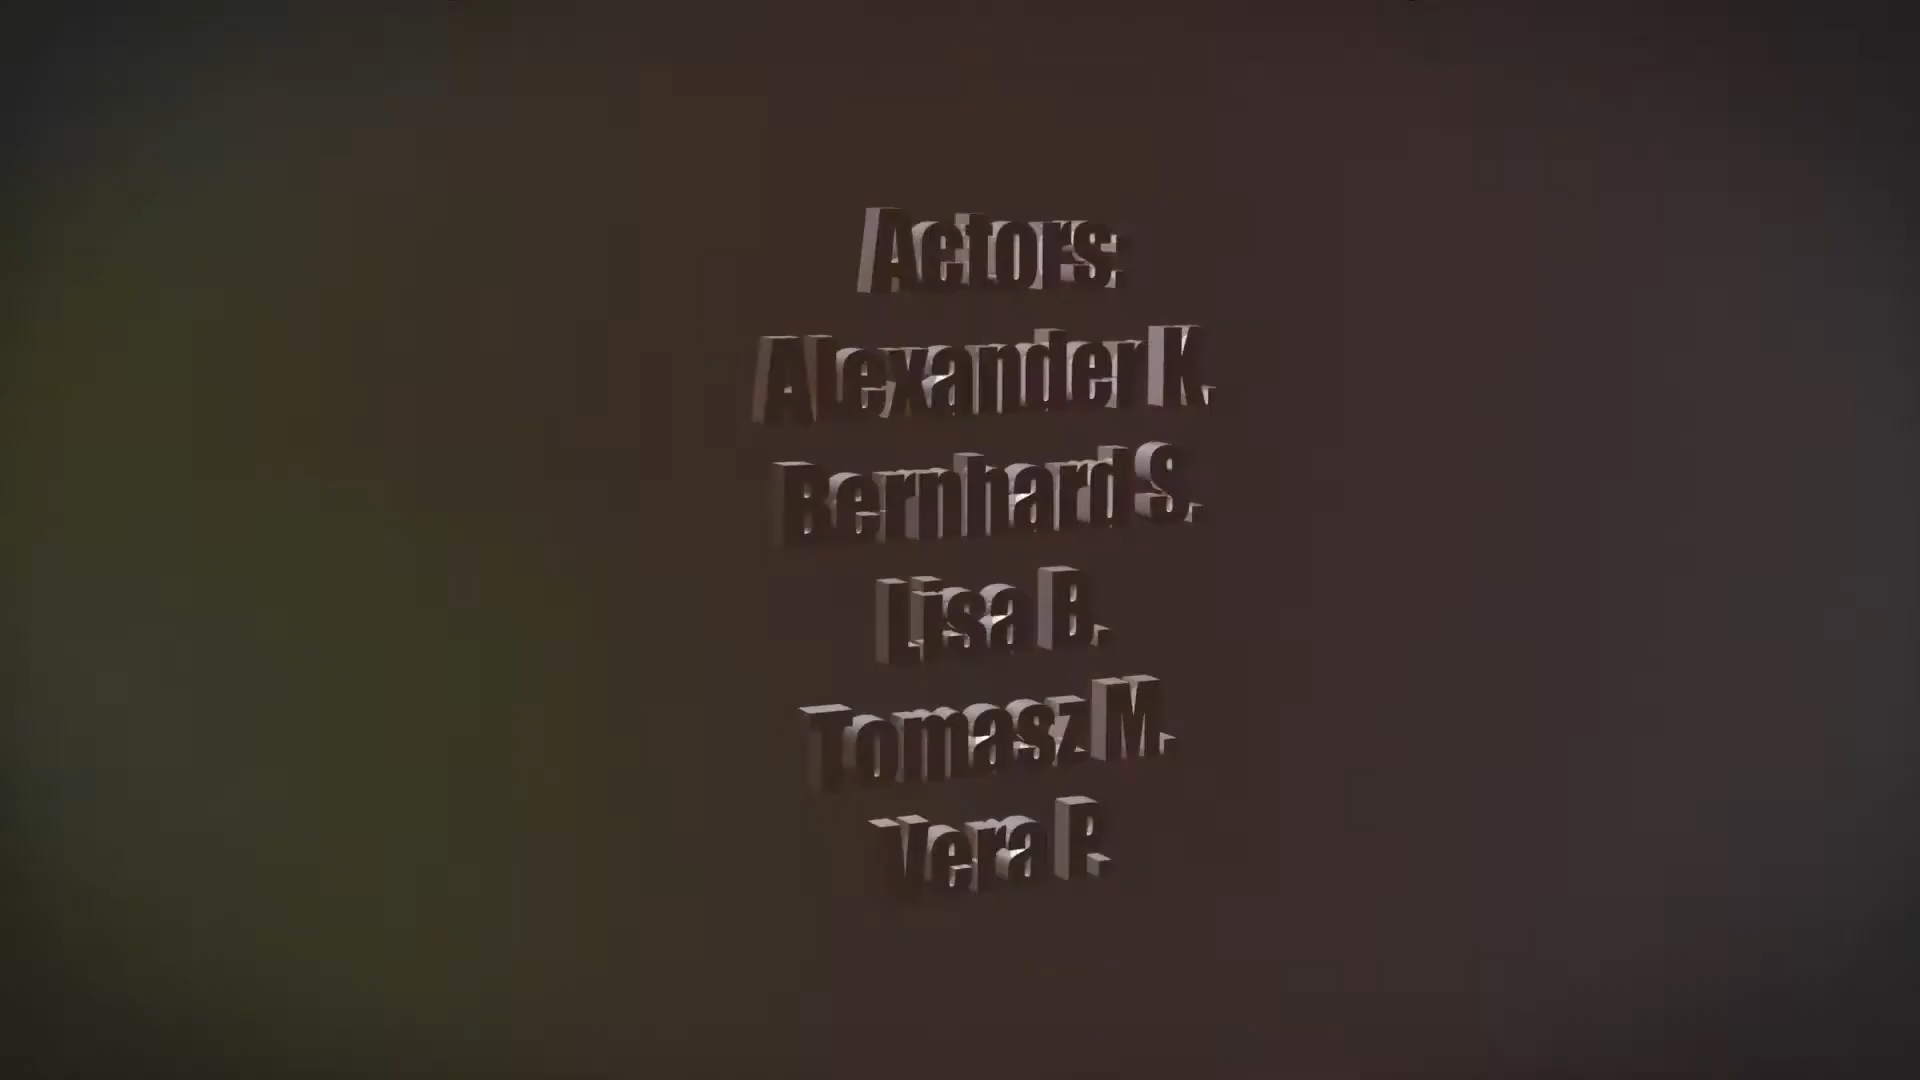 Actors:
Alexander K.
Bernhard S.
Lisa B.
Tomasz M.
Vera P.